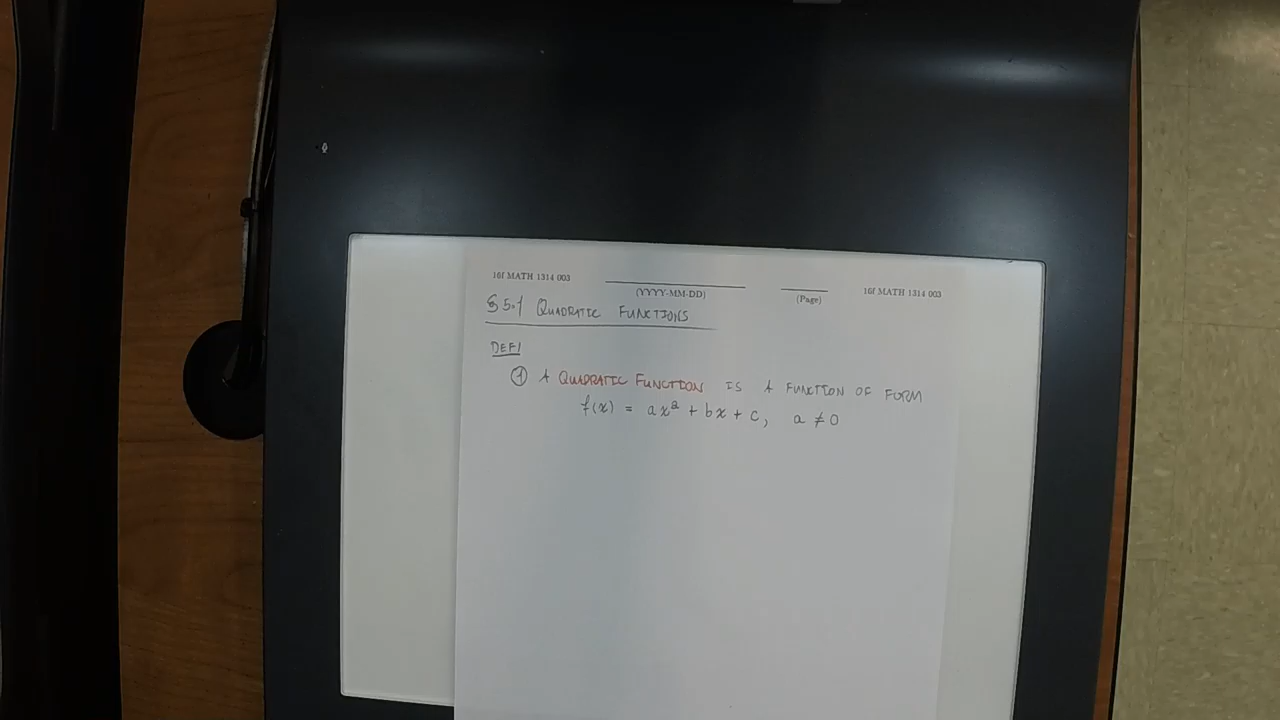 16f MATH 1314 003
(YYYY-MM-DD)
(Page)
16f MATH 1314 003
§5.1 QUADRATIC FUNCTIONS
DEF1
① A QUADRATIC FUNCTION IS A FUNCTION OF FORM
f(x) = ax² + bx + c, a ≠ 0